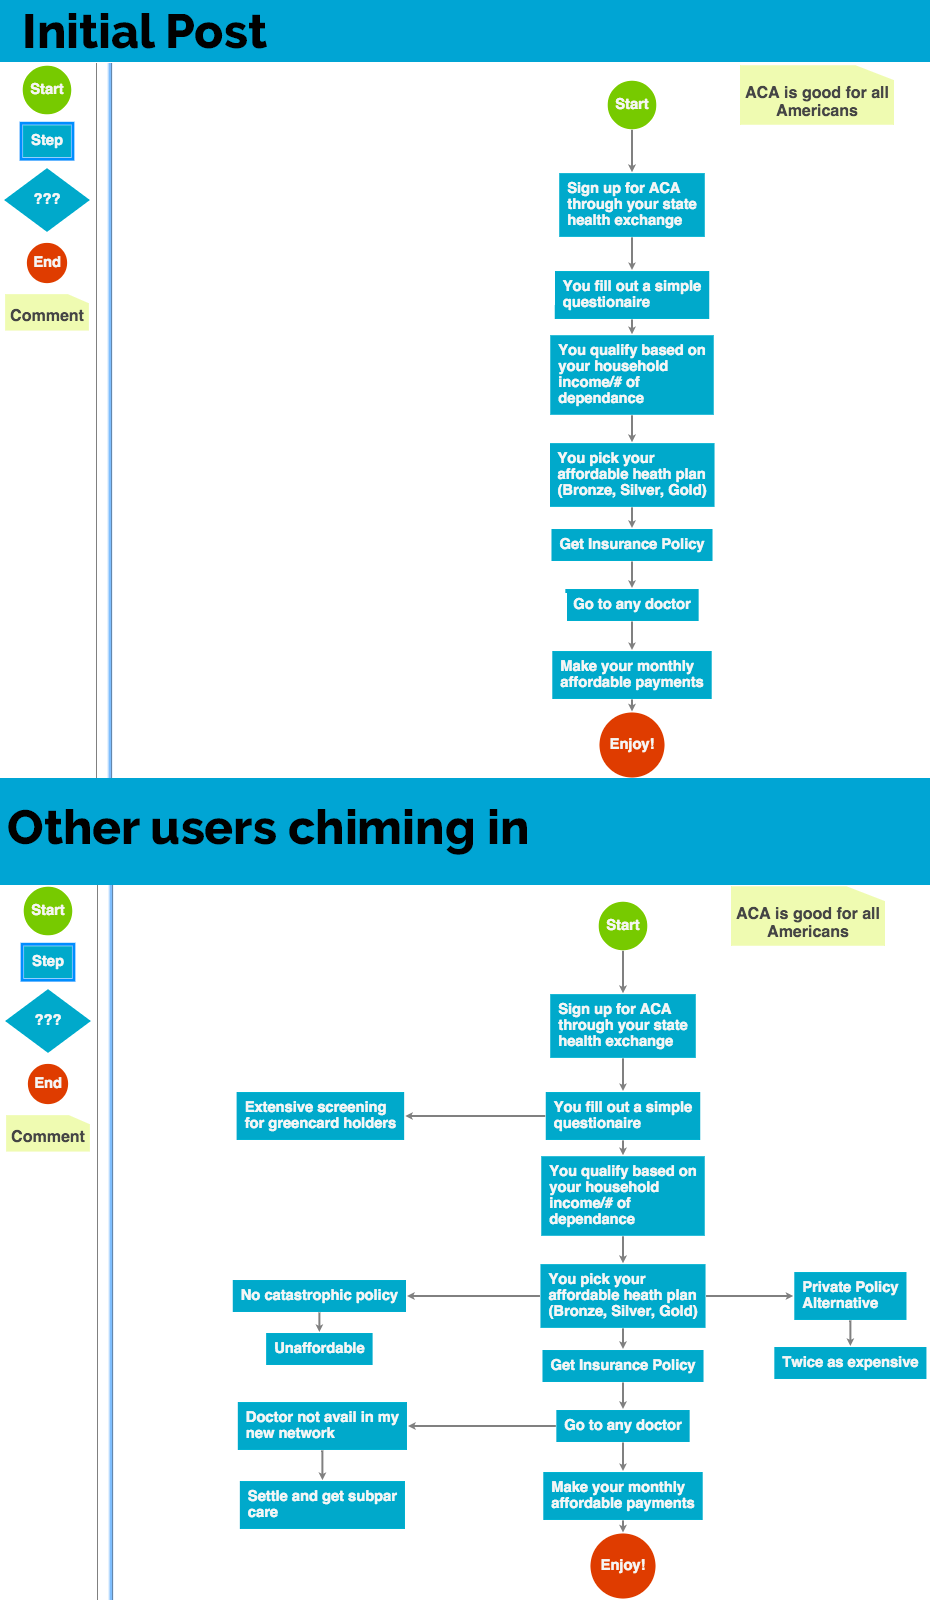 Initial Post
Start
Step
???
End
Comment
ACA is good for all
Americans
Start
Sign up for ACA
through your state
health exchange
You fill out a simple
questionaire
You qualify based on
your household
income/# of
dependance
You pick your
affordable heath plan
(Bronze, Silver, Gold)
Get Insurance Policy
Go to any doctor
Make your monthly
affordable payments
Enjoy!
Other users chiming in
Start
Step
???
End
Comment
ACA is good for all
Americans
Start
Sign up for ACA
through your state
health exchange
Extensive screening
for greencard holders
You fill out a simple
questionaire
You qualify based on
your household
income/# of
dependance
No catastrophic policy
Unaffordable
You pick your
affordable heath plan
(Bronze, Silver, Gold)
Private Policy
Alternative
Twice as expensive
Get Insurance Policy
Doctor not avail in my
new network
Go to any doctor
Settle and get subpar
care
Make your monthly
affordable payments
Enjoy!